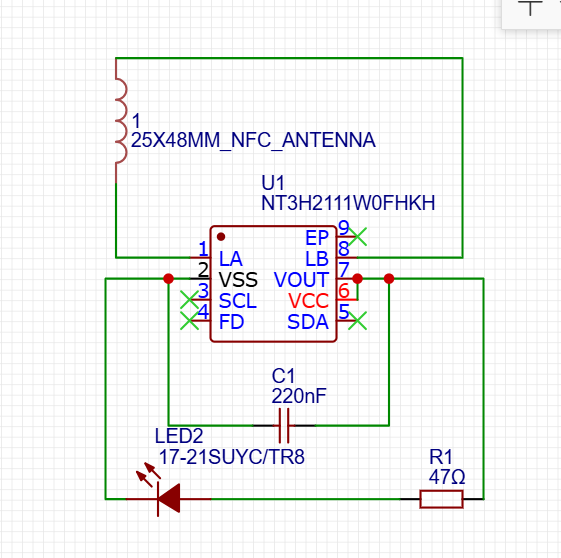 1
25X48MM_NFC_ANTENNA
U1
NT3H2111W0FHKH
EP 9
1 LA LB 8
2 VSS VOUT 7
3 SCL VCC 6
4 FD SDA 5
C1
220nF
LED2
17-21SUYC/TR8
R1
47Ω